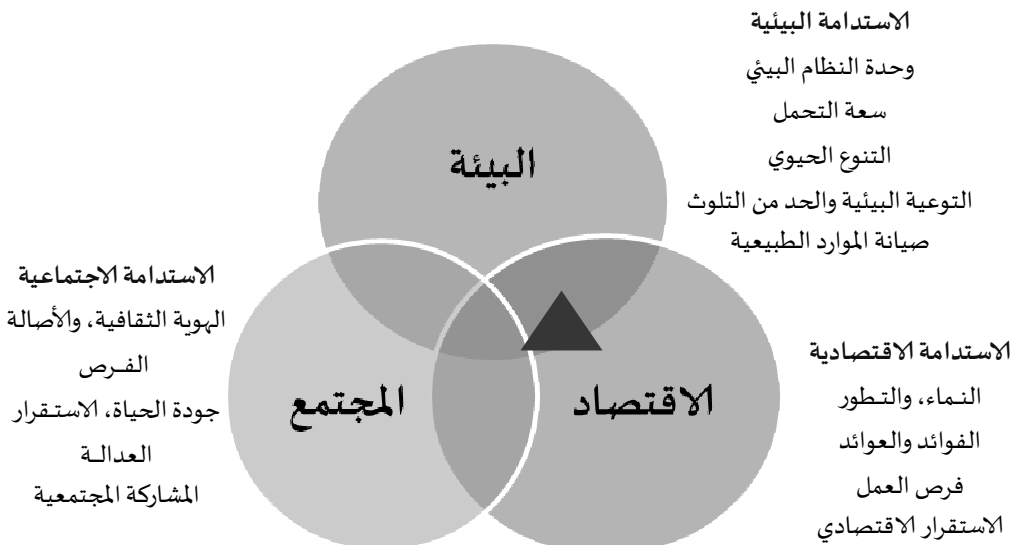 الاستدامة البيئية
وحدة النظام البيئي
سعة التحمل
التنوع الحيوي
التوعية البيئية والحد من التلوث
صيانة الموارد الطبيعية
البيئة
الاستدامة الاجتماعية
الهوية الثقافية، والأصالة
الفـرص
جودة الحياة، الاستـقرار
العدالـة
المشاركة المجتمعية
المجتمع
الاقتصاد
الاستدامة الاقتصادية
النـماء، والتـطور
الفوائد والعوائد
فرص العمل
الاستقرار الاقتصادي